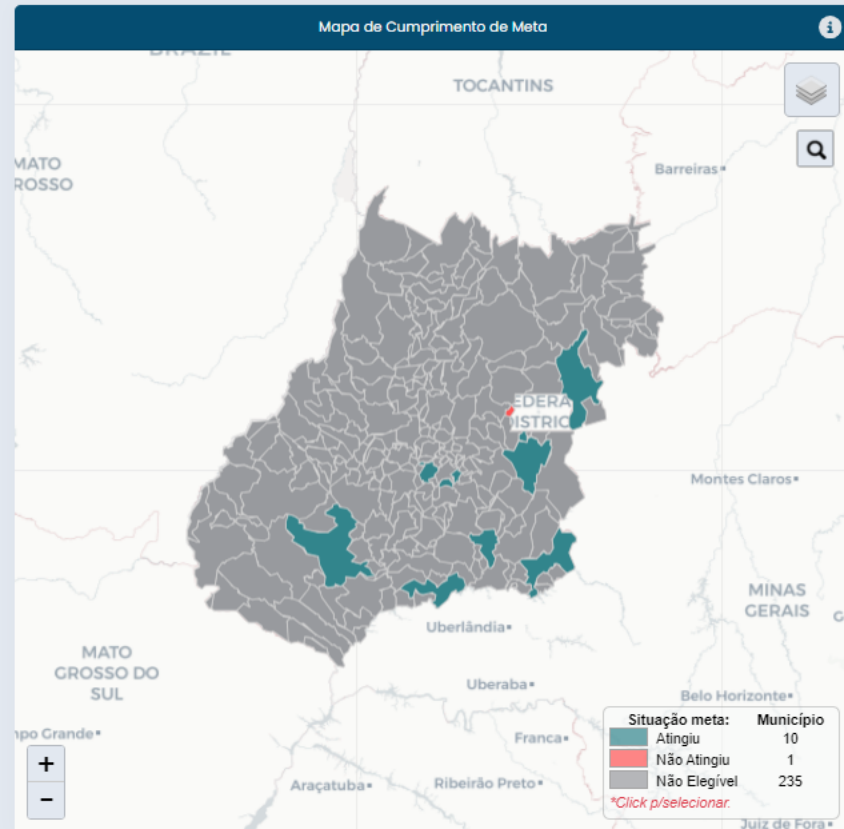 Mapa de Cumprimento de Meta
BRAZIL
TOCANTINS
MATO
ROSSO
Barreiras
EDERA
ISTRIC
Montes Claros
MINAS
GERAIS
Uberlândia
MATO
GROSSO DO
SUL
Uberaba
Belo Horizonte
npo Grande
Franca
Araçatuba
Ribeirão Preto
Juiz de Fora
+
−
Situação meta: Município
Atingiu 10
Não Atingiu 1
Não Elegível 235
*Click p/selecionar.